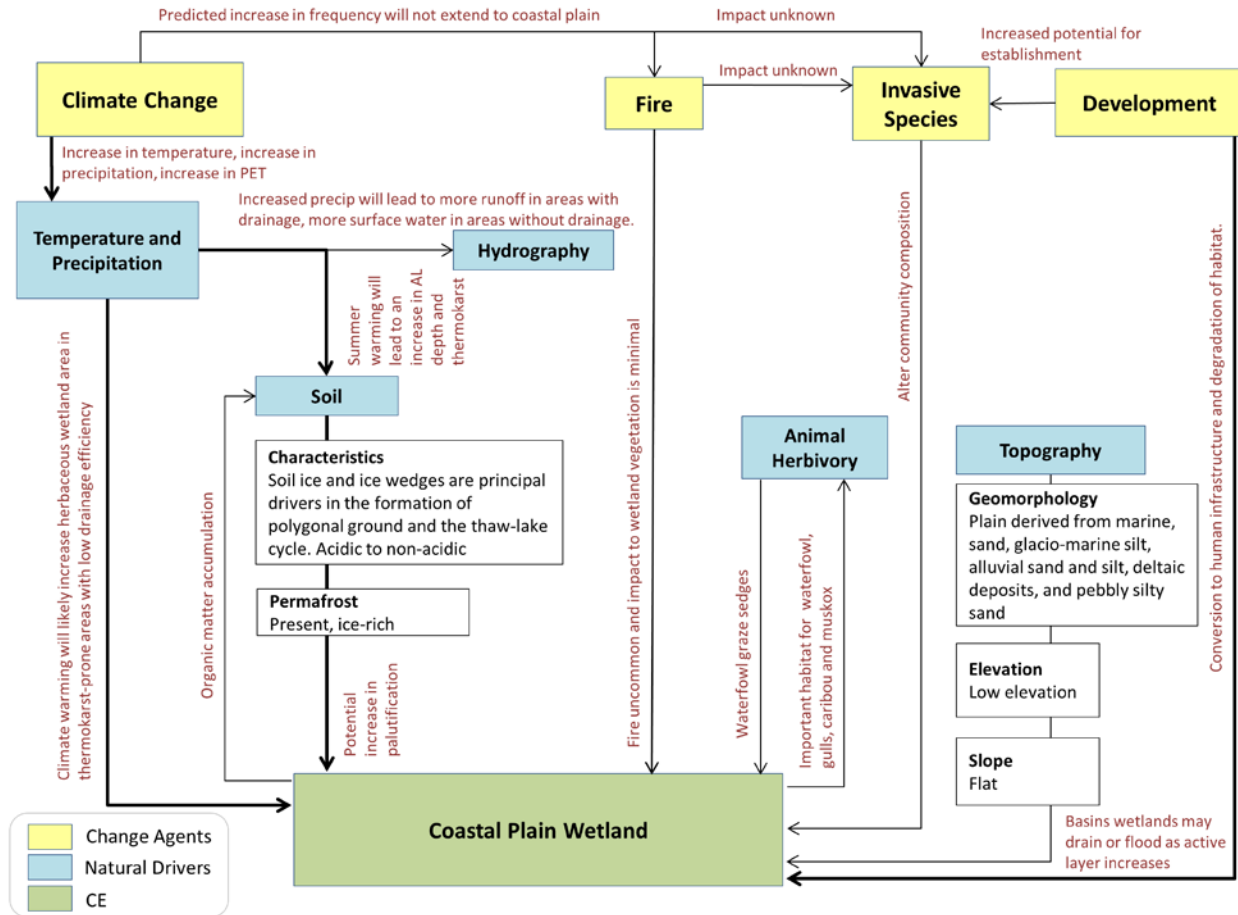 Predicted increase in frequency will not extend to coastal plain
Impact unknown
Increased potential for
establishment
Impact unknown
Climate Change
Fire
Invasive
Species
Development
Increase in temperature, increase in
precipitation, increase in PET
Increased precip will lead to more runoff in areas with
drainage, more surface water in areas without drainage.
Temperature and
Precipitation
Hydrography
Summer
warming will
lead to an
increase in AL
depth and
thermokarst
Climate warming will likely increase herbaceous wetland area in
thermokarst-prone areas with low drainage efficiency
Soil
Characteristics
Soil ice and ice wedges are principal
drivers in the formation of
polygonal ground and the thaw-lake
cycle. Acidic to non-acidic
Permafrost
Present, ice-rich
Organic matter accumulation
Potential
increase in
palutification
Fire uncommon and impact to wetland vegetation is minimal
Animal
Herbivory
Waterfowl graze sedges
Important habitat for waterfowl,
gulls, caribou and muskox
Alter community composition
Topography
Geomorphology
Plain derived from marine,
sand, glacio-marine silt,
alluvial sand and silt, deltaic
deposits, and pebbly silty
sand
Elevation
Low elevation
Slope
Flat
Conversion to human infrastructure and degradation of habitat.
Basins wetlands may
drain or flood as active
layer increases
Coastal Plain Wetland
Change Agents
Natural Drivers
CE